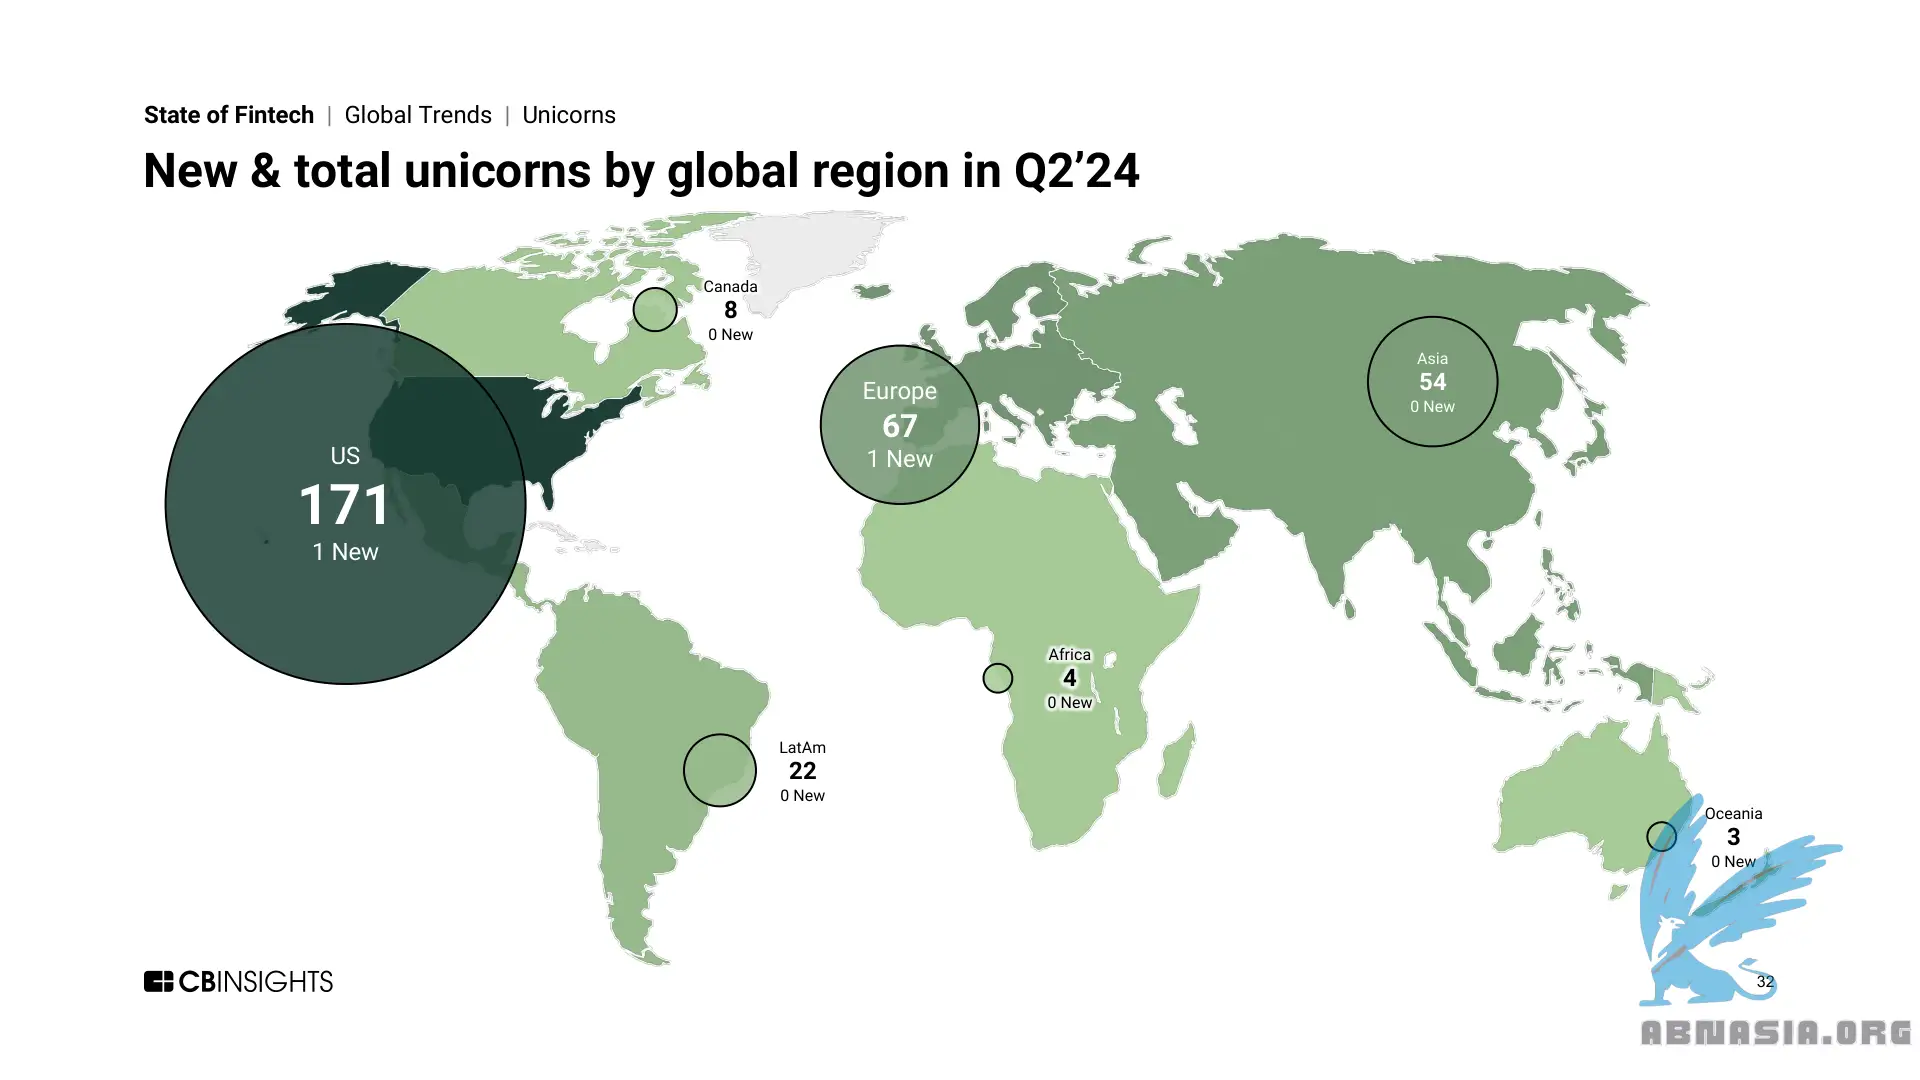 State of Fintech | Global Trends | Unicorns
New & total unicorns by global region in Q2’24
Canada
8
0 New
US
171
1 New
Europe
67
1 New
Asia
54
0 New
Africa
4
0 New
LatAm
22
0 New
Oceania
3
0 New
CBINSIGHTS
32
ABNASIA.ORG